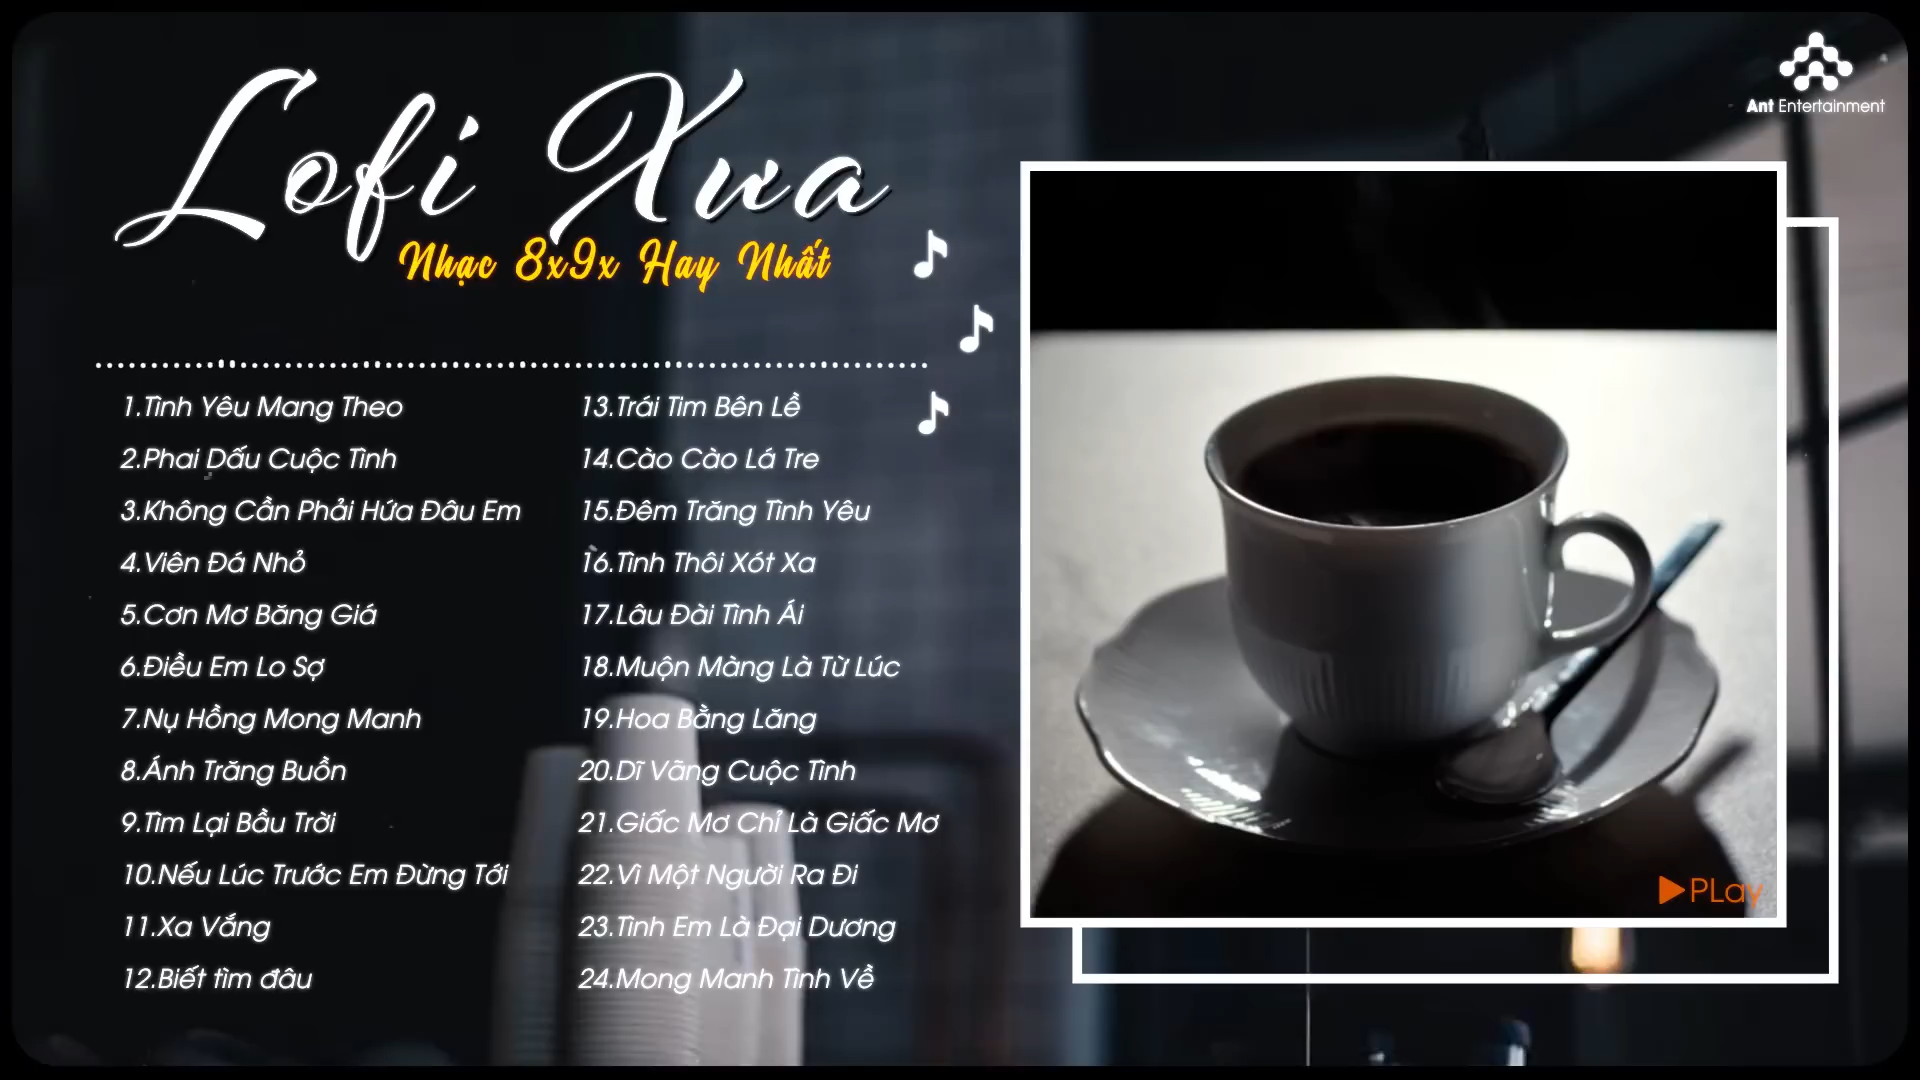 Lofi Xưa
Nhạc 8x9x Hay Nhất
Ant Entertainment
1.Tình Yêu Mang Theo
2.Phai Dấu Cuộc Tình
3.Không Cần Phải Hứa Đâu Em
4.Viên Đá Nhỏ
5.Cơn Mơ Băng Giá
6.Điều Em Lo Sợ
7.Nụ Hồng Mong Manh
8.Ánh Trăng Buồn
9.Tìm Lại Bầu Trời
10.Nếu Lúc Trước Em Đừng Tới
11.Xa Vắng
12.Biết tìm đâu
13.Trái Tim Bên Lề
14.Cào Cào Lá Tre
15.Đêm Trăng Tình Yêu
16.Tình Thôi Xót Xa
17.Lâu Đài Tình Ái
18.Muộn Màng Là Từ Lúc
19.Hoa Bằng Lăng
20.Dĩ Vãng Cuộc Tình
21.Giấc Mơ Chỉ Là Giấc Mơ
22.Vì Một Người Ra Đi
23.Tình Em Là Đại Dương
24.Mong Manh Tình Về
PLay